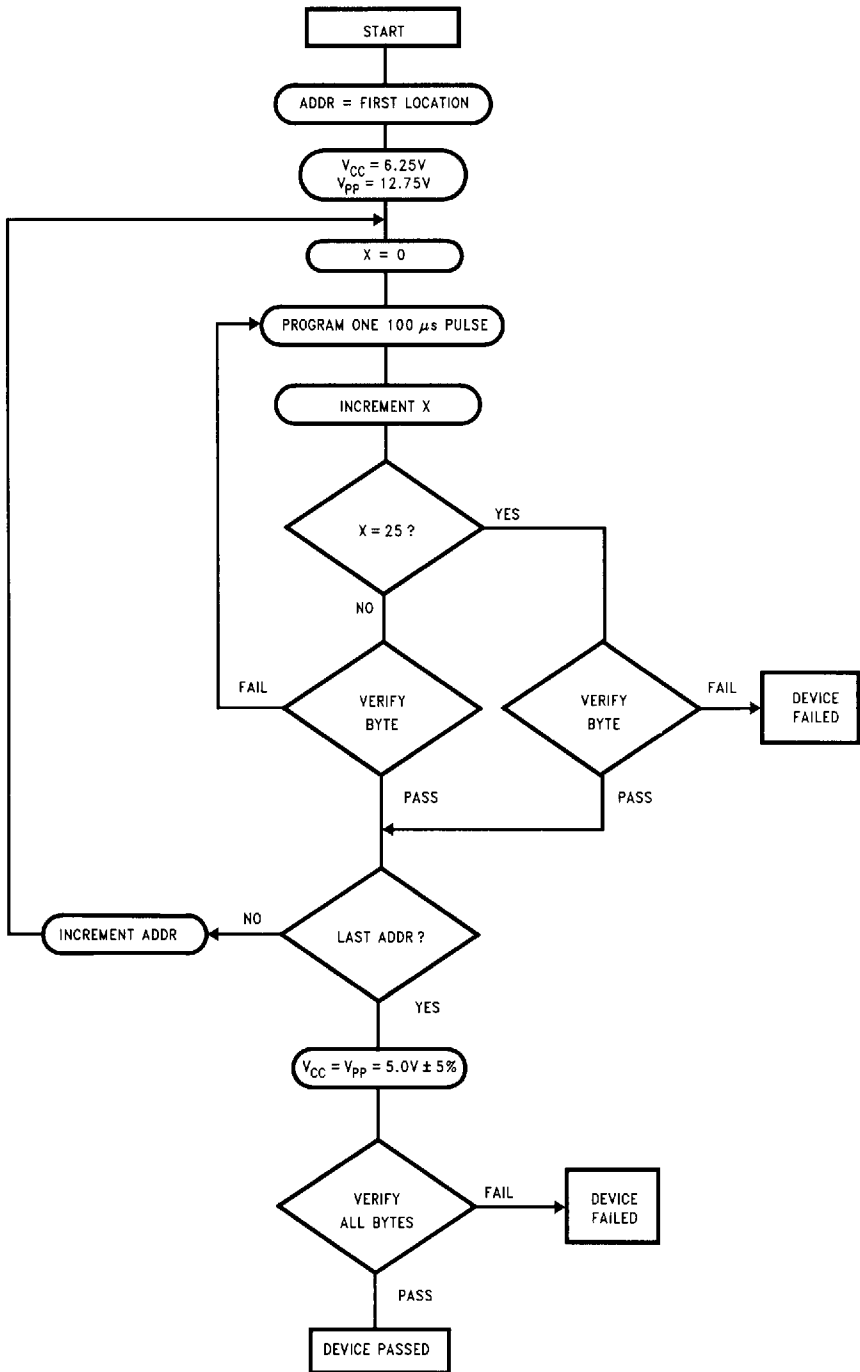 START
ADDR = FIRST LOCATION
VCC = 6.25V
VPP = 12.75V
X = 0
PROGRAM ONE 100 μs PULSE
INCREMENT X
X = 25 ?
YES
NO
FAIL
VERIFY
BYTE
VERIFY
BYTE
FAIL
DEVICE
FAILED
PASS
PASS
LAST ADDR ?
NO
INCREMENT ADDR
YES
VCC = VPP = 5.0V ± 5%
VERIFY
ALL BYTES
FAIL
DEVICE
FAILED
PASS
DEVICE PASSED